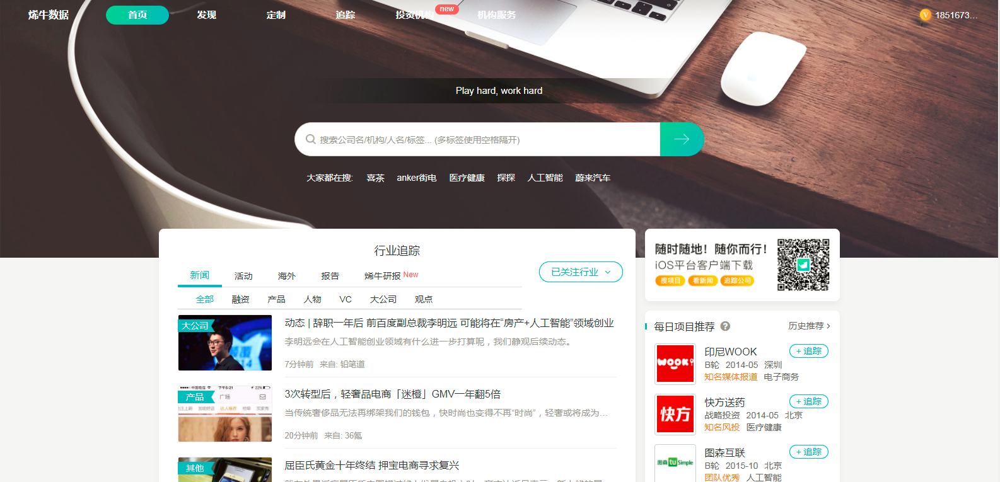 烯牛数据
首页
发现
定制
追踪
投资机构
new
机构服务
V
1851673...
Play hard, work hard
搜索公司名/机构/人名/标签... (多标签使用空格隔开)
大家都在搜: 喜茶 anker街电 医疗健康 探探 人工智能 蔚来汽车
行业追踪
新闻 活动 海外 报告 烯牛研报 New
已关注行业
全部 融资 产品 人物 VC 大公司 观点
大公司
动态 | 辞职一年后 前百度副总裁李明远 可能将在“房产+人工智能”领域创业
李明远会在人工智能创业领域有什么进一步打算呢，我们静观后续动态。
7分钟前 来自: 铅笔道
中国电信 下午5:21 22%
产品
广场
达人推荐
3次转型后，轻奢品电商「迷橙」GMV一年翻5倍
当传统奢侈品无法再绑架我们的钱包，快时尚也变得不再“时尚”，轻奢或将成为...
20分钟前 来自: 36氪
其他
屈臣氏黄金十年终结 押宝电商寻求复兴
随时随地！随你而行！
iOS平台客户端下载
搜项目 看新闻 追踪公司
每日项目推荐 ?
历史推荐
WOOK
印尼WOOK
+ 追踪
B轮 2014-05 深圳
知名媒体报道 电子商务
快方
快方送药
+ 追踪
战略投资 2014-05 北京
知名风投 医疗健康
图森 tu Simple
图森互联
+ 追踪
B轮 2015-10 北京
团队优秀 人工智能